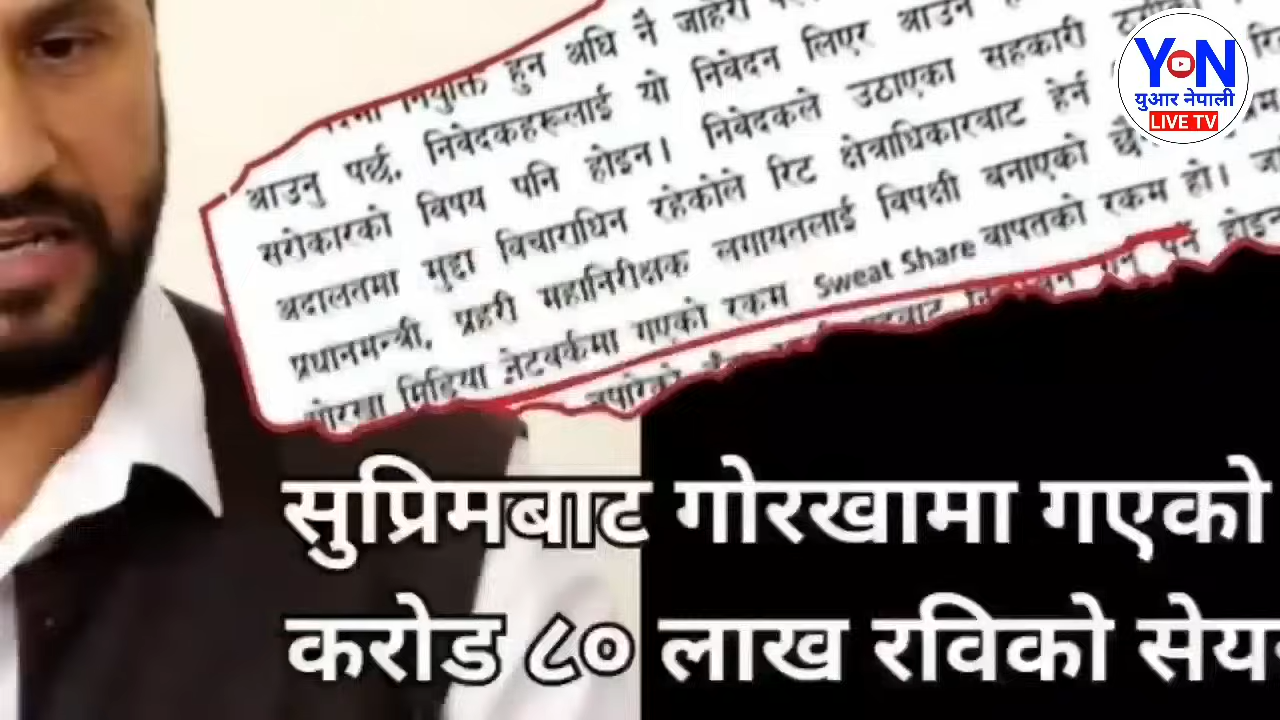 हुन अघि नै जाहेरी
आउनु पर्छ, निवेदकहरूलाई यो निवेदन लिएर आउन
सरोकारको विषय पनि होइन। निवेदकले उठाएका सहकारी
अदालतमा मुद्दा विचाराधिन रहेकोले रिट क्षेत्राधिकारबाट हेर्न
प्रधानमन्त्री, प्रहरी महानिरीक्षक लगायतलाई विपक्षी बनाएको
गोरखा मिडिया नेटवर्कमा गएको रकम Sweat Share बापतको रकम हो।
YON
युआर नेपाली
LIVE TV
सुप्रिमबाट गोरखामा गएको
करोड ८० लाख रविको सेयर